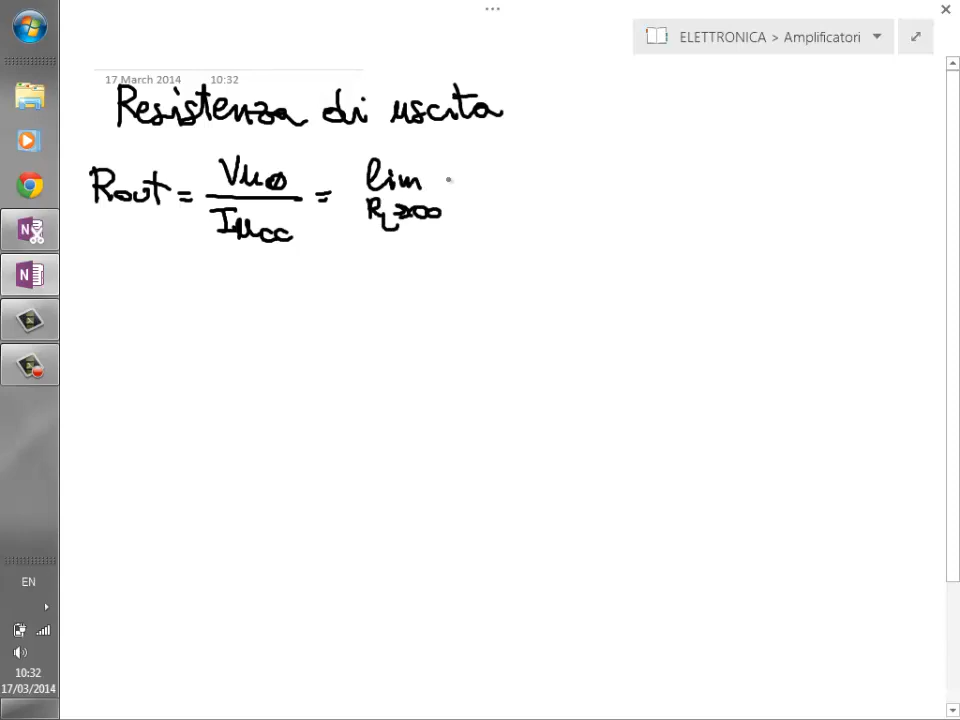 ELETTRONICA > Amplificatori
17 March 2014 10:32
Resistenza di uscita
Rout = Vu0 / Iucc = lim RL→∞
EN
10:32
17/03/2014